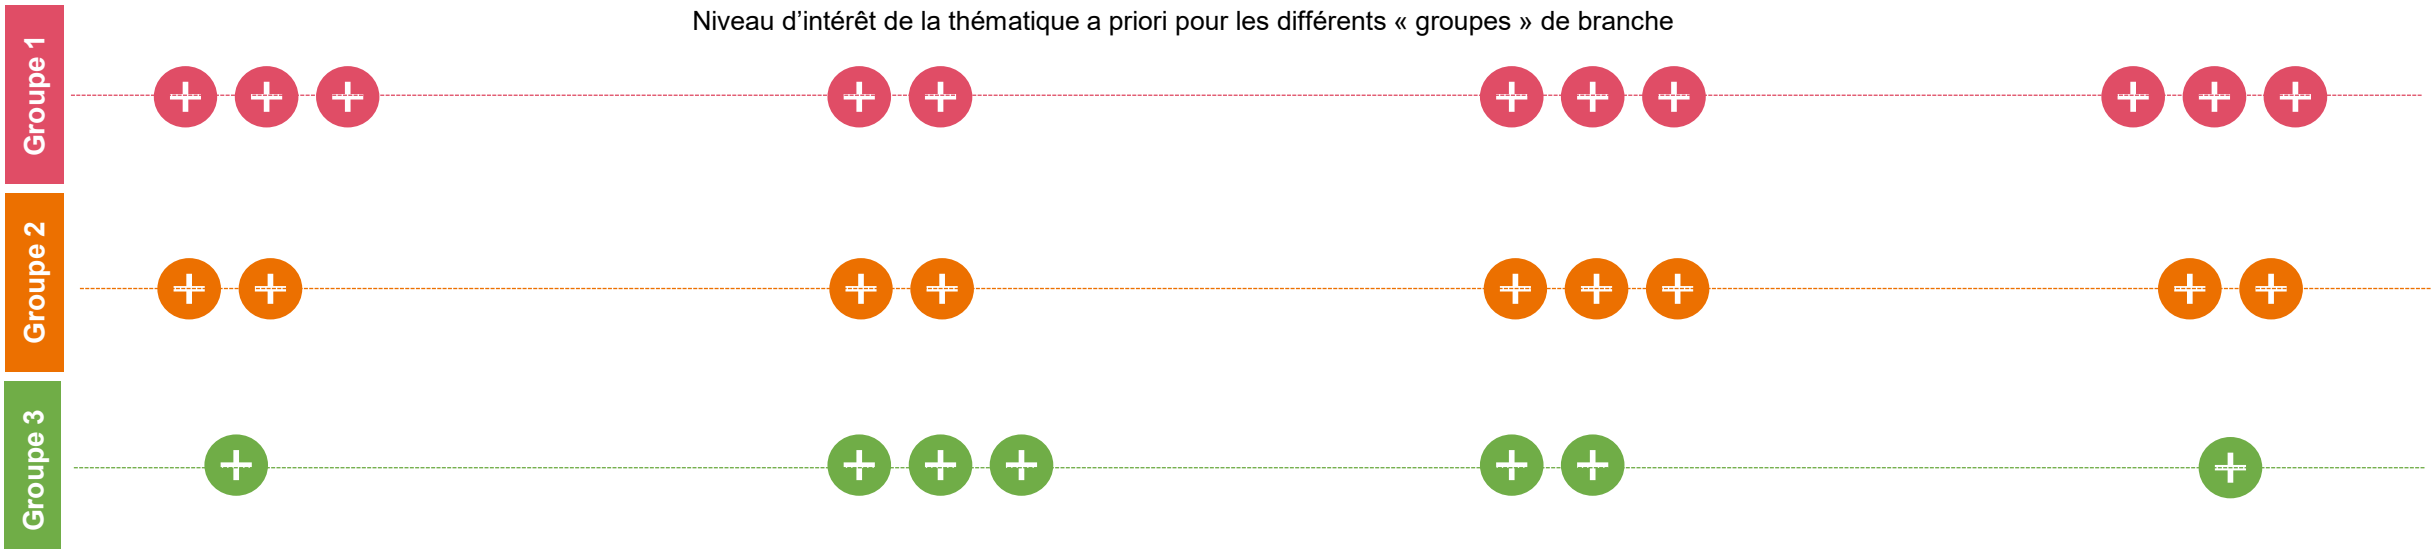 Niveau d’intérêt de la thématique a priori pour les différents « groupes » de branche
Groupe 1
+ + + + + + + + + + +
Groupe 2
+ + + + + + + + +
Groupe 3
+ + + + + + +